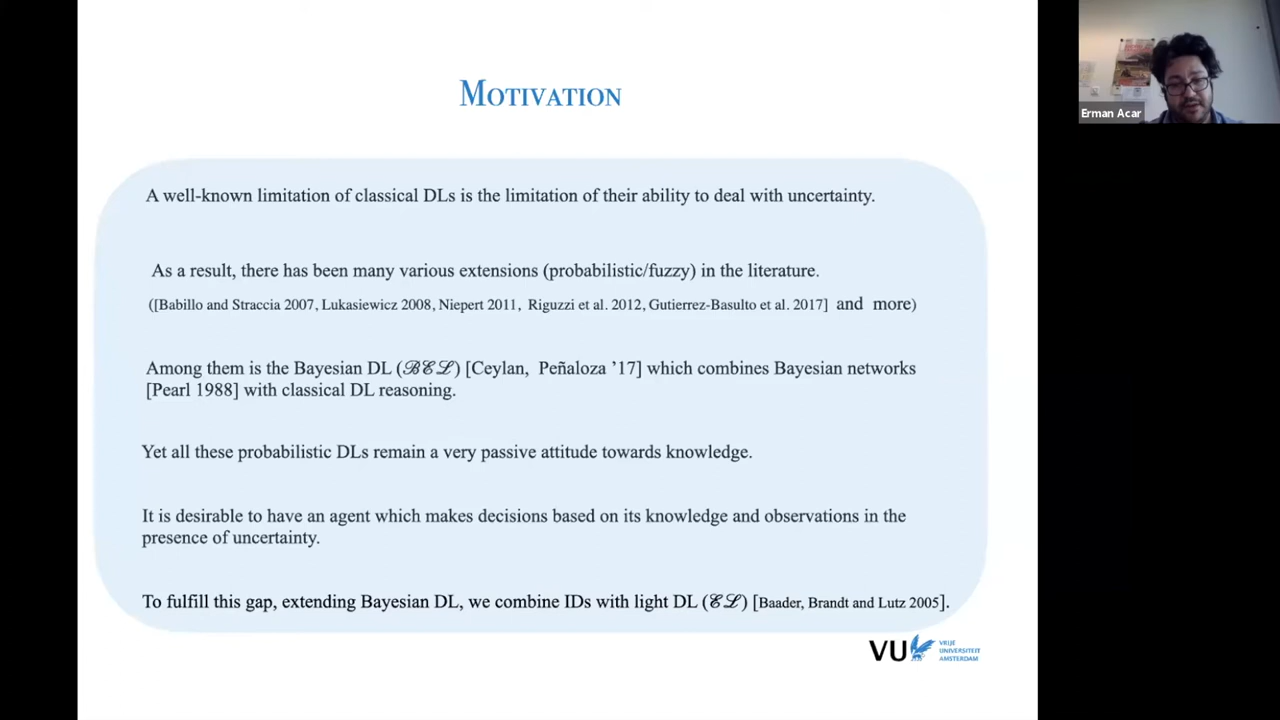 MOTIVATION
Erman Acar
A well-known limitation of classical DLs is the limitation of their ability to deal with uncertainty.
As a result, there has been many various extensions (probabilistic/fuzzy) in the literature.
([Babillo and Straccia 2007, Lukasiewicz 2008, Niepert 2011, Riguzzi et al. 2012, Gutierrez-Basulto et al. 2017] and more)
Among them is the Bayesian DL (ℬℰℒ) [Ceylan, Peñaloza ’17] which combines Bayesian networks
[Pearl 1988] with classical DL reasoning.
Yet all these probabilistic DLs remain a very passive attitude towards knowledge.
It is desirable to have an agent which makes decisions based on its knowledge and observations in the
presence of uncertainty.
To fulfill this gap, extending Bayesian DL, we combine IDs with light DL (ℰℒ) [Baader, Brandt and Lutz 2005].
VU VRIJE
UNIVERSITEIT
AMSTERDAM